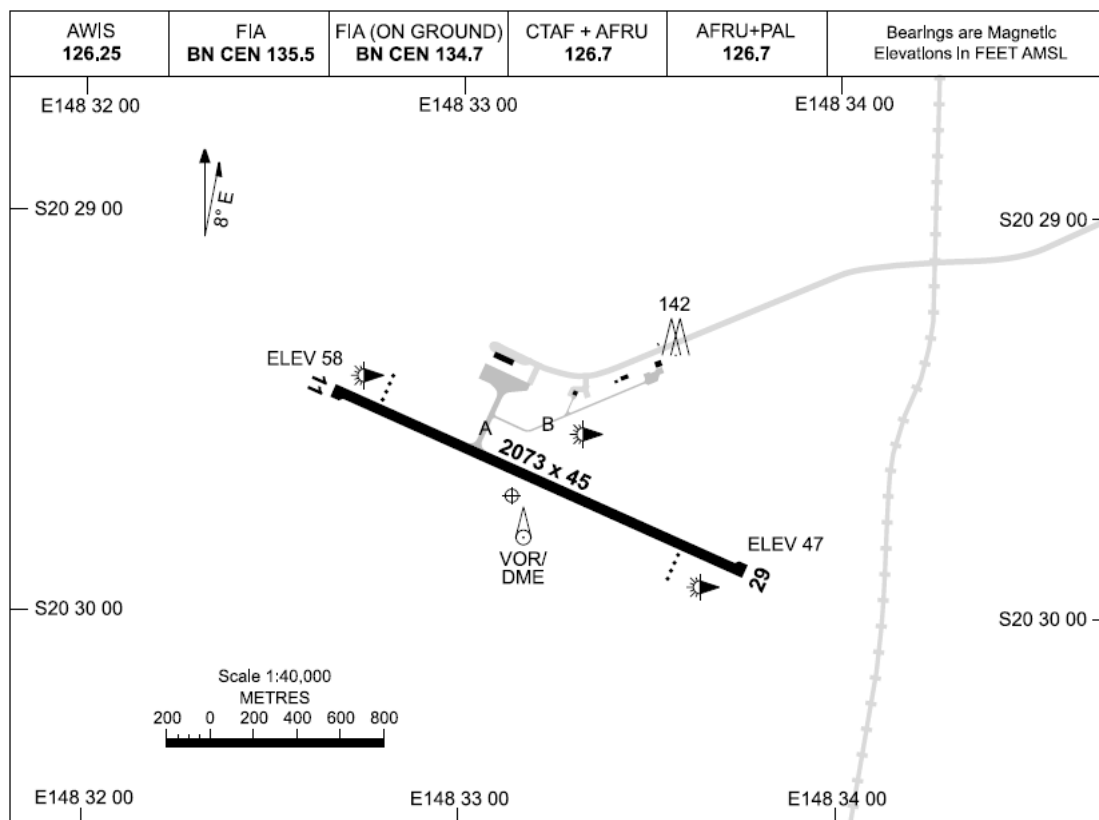 AWIS
126.25
FIA
BN CEN 135.5
FIA (ON GROUND)
BN CEN 134.7
CTAF + AFRU
126.7
AFRU+PAL
126.7
Bearings are Magnetic
Elevations in FEET AMSL
E148 32 00
E148 33 00
E148 34 00
8° E
S20 29 00
S20 29 00
142
ELEV 58
11
A
B
2073 x 45
VOR/
DME
ELEV 47
29
S20 30 00
S20 30 00
Scale 1:40,000
METRES
200 0 200 400 600 800
E148 32 00
E148 33 00
E148 34 00